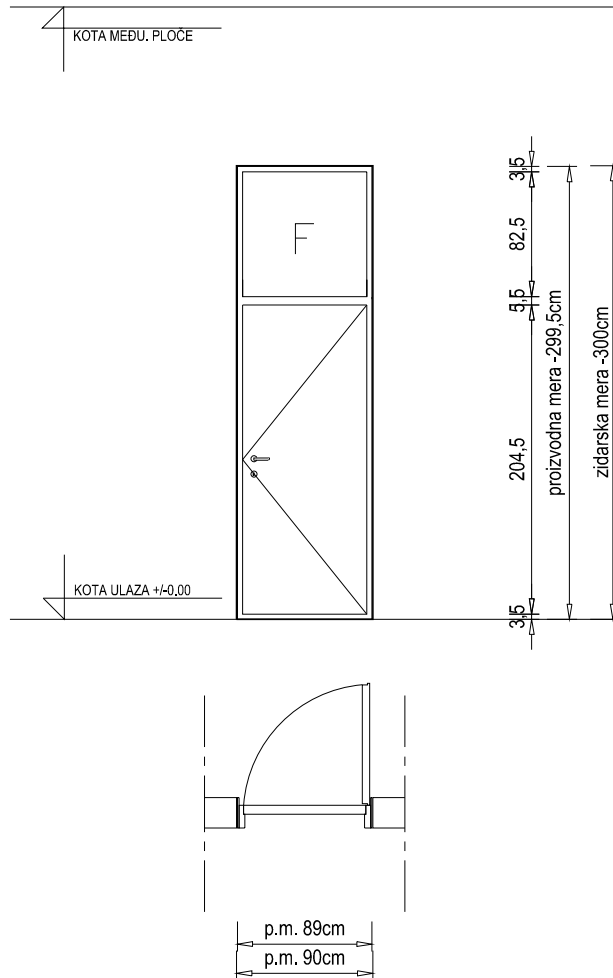 KOTA MEĐU. PLOČE
3,5
82,5
F
5,5
204,5
proizvodna mera -299,5cm
zidarska mera -300cm
KOTA ULAZA +/-0.00
3,5
p.m. 89cm
p.m. 90cm